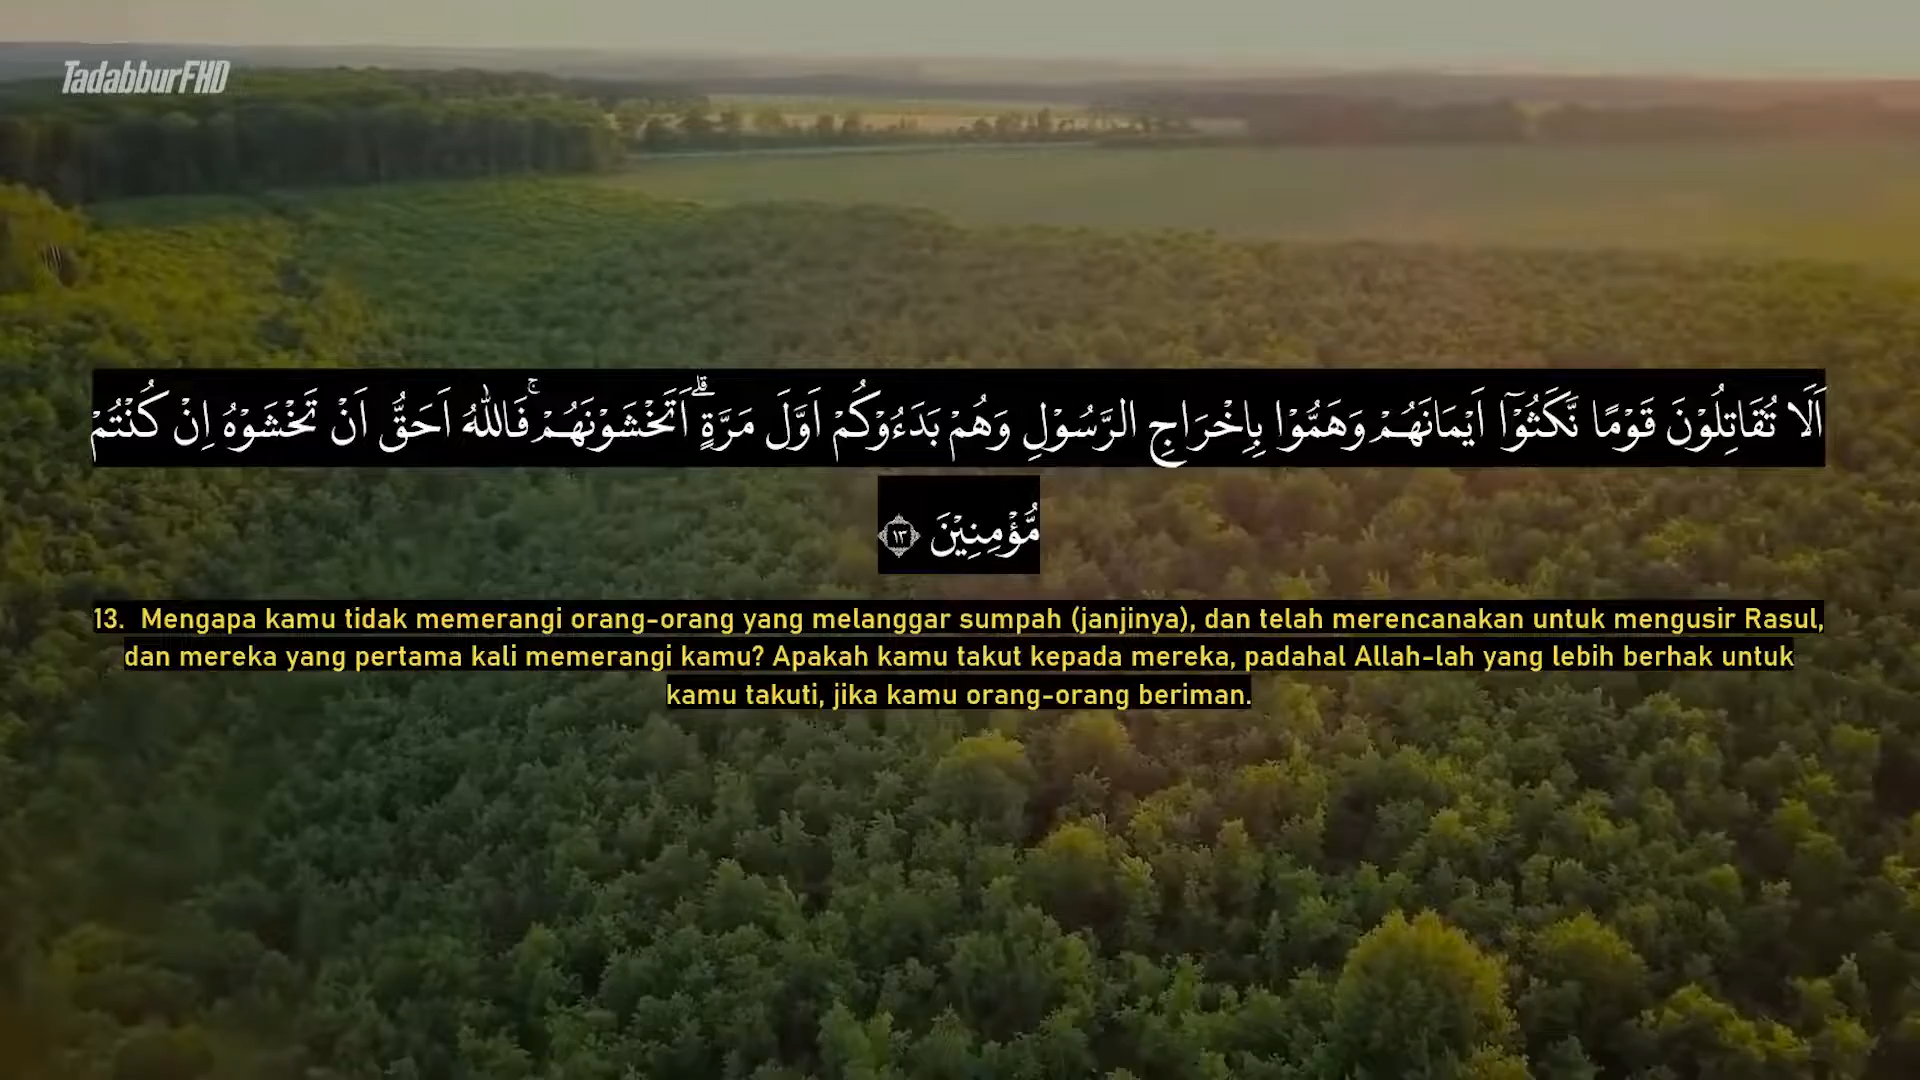 TadabburFHD
اَلَا تُقَاتِلُوْنَ قَوْمًا نَّكَثُوْٓا اَيْمَانَهُمْ وَهَمُّوْا بِاِخْرَاجِ الرَّسُوْلِ وَهُمْ بَدَءُوْكُمْ اَوَّلَ مَرَّةٍۗ اَتَخْشَوْنَهُمْ ۚفَاللّٰهُ اَحَقُّ اَنْ تَخْشَوْهُ اِنْ كُنْتُمْ
مُّؤْمِنِيْنَ ١٣
13. Mengapa kamu tidak memerangi orang-orang yang melanggar sumpah (janjinya), dan telah merencanakan untuk mengusir Rasul,
dan mereka yang pertama kali memerangi kamu? Apakah kamu takut kepada mereka, padahal Allah-lah yang lebih berhak untuk
kamu takuti, jika kamu orang-orang beriman.